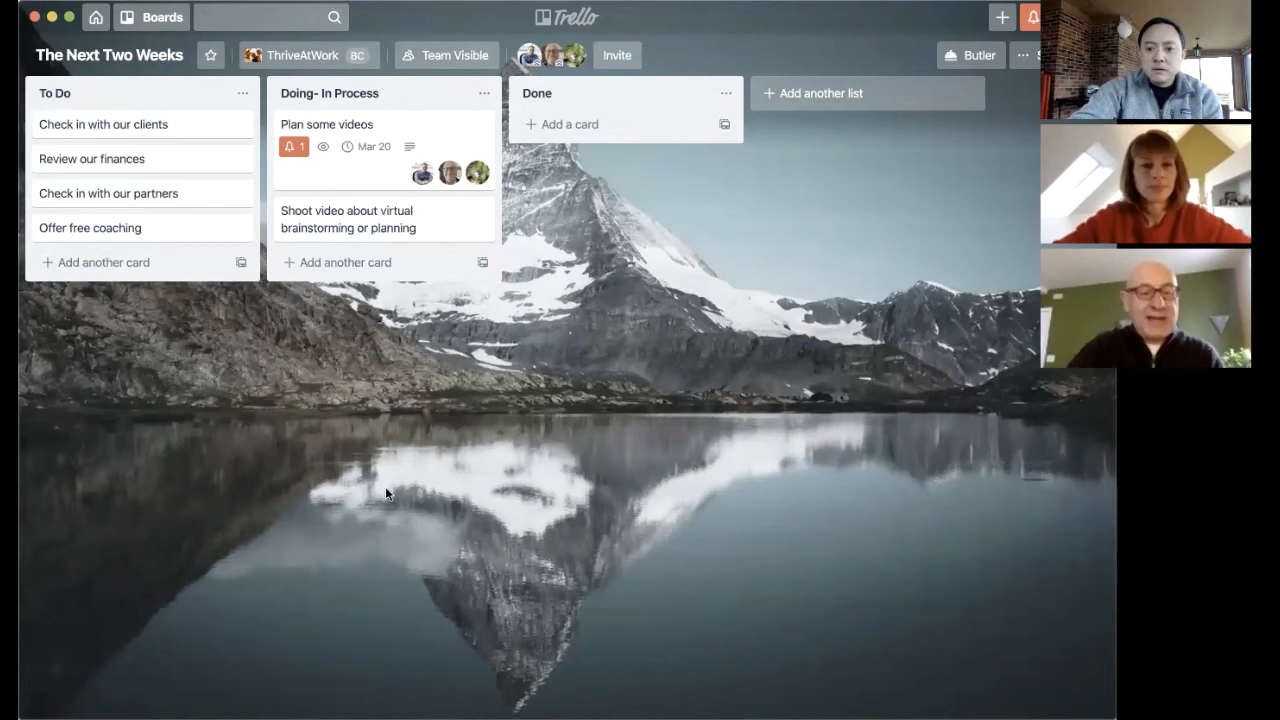 Boards
Trello
The Next Two Weeks
ThriveAtWork BC
Team Visible
Invite
Butler
To Do
Check in with our clients
Review our finances
Check in with our partners
Offer free coaching
+ Add another card
Doing- In Process
Plan some videos
1
Mar 20
Shoot video about virtual
brainstorming or planning
+ Add another card
Done
+ Add a card
+ Add another list